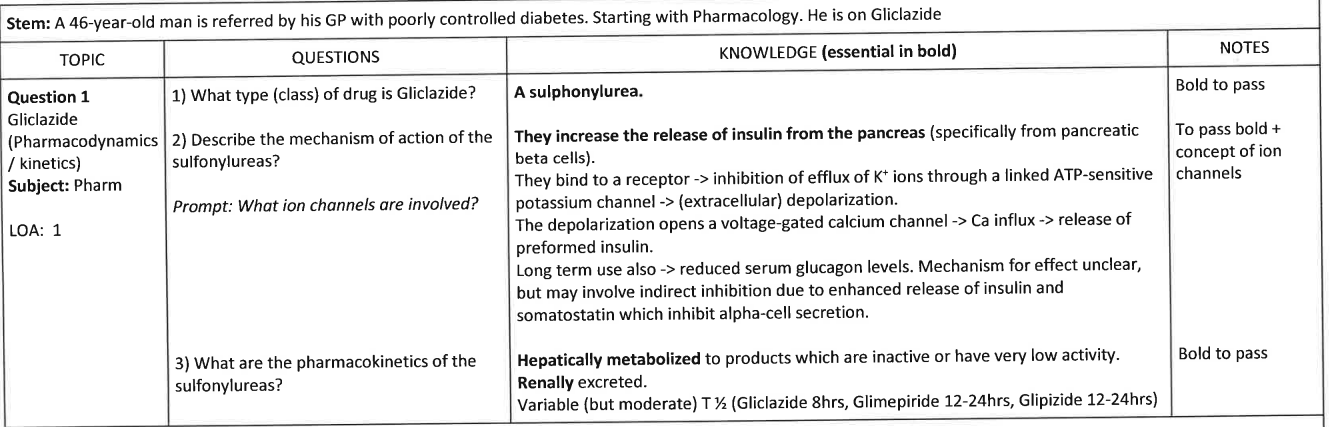 Stem: A 46-year-old man is referred by his GP with poorly controlled diabetes. Starting with Pharmacology. He is on Gliclazide
TOPIC
QUESTIONS
KNOWLEDGE (essential in bold)
NOTES
Question 1
Gliclazide
(Pharmacodynamics
/ kinetics)
Subject: Pharm
LOA: 1
1) What type (class) of drug is Gliclazide?
A sulphonylurea.
Bold to pass
2) Describe the mechanism of action of the
sulfonylureas?
Prompt: What ion channels are involved?
They increase the release of insulin from the pancreas (specifically from pancreatic
beta cells).
They bind to a receptor -> inhibition of efflux of K⁺ ions through a linked ATP-sensitive
potassium channel -> (extracellular) depolarization.
The depolarization opens a voltage-gated calcium channel -> Ca influx -> release of
preformed insulin.
Long term use also -> reduced serum glucagon levels. Mechanism for effect unclear,
but may involve indirect inhibition due to enhanced release of insulin and
somatostatin which inhibit alpha-cell secretion.
To pass bold +
concept of ion
channels
3) What are the pharmacokinetics of the
sulfonylureas?
Hepatically metabolized to products which are inactive or have very low activity.
Renally excreted.
Variable (but moderate) T ½ (Gliclazide 8hrs, Glimepiride 12-24hrs, Glipizide 12-24hrs)
Bold to pass